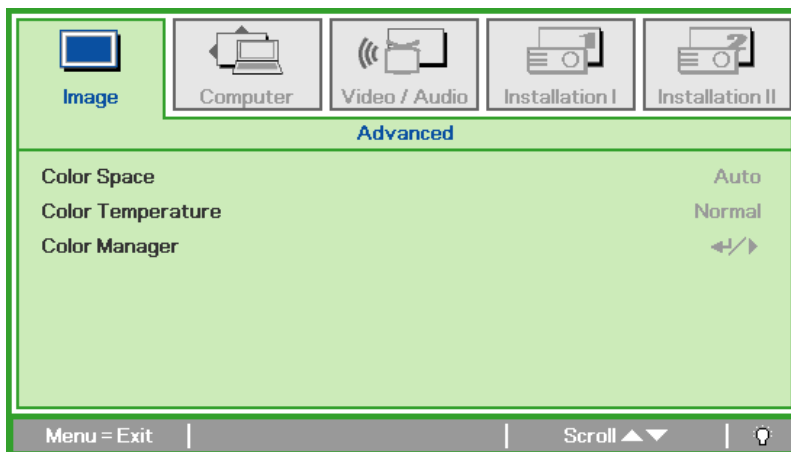 Image Computer Video / Audio Installation I Installation II
Advanced
Color Space Auto
Color Temperature Normal
Color Manager
Menu = Exit Scroll